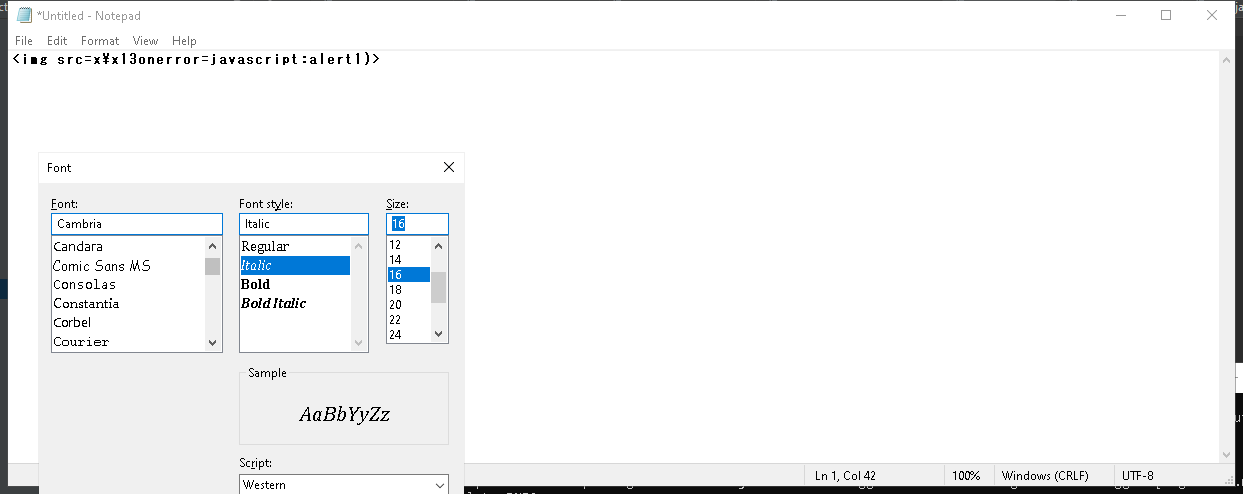 *Untitled - Notepad
File Edit Format View Help
<img src=x¥x13onerror=javascript:alert1)>
Font
Font: Font style: Size:
Cambria Italic 16
Candara Regular 12
Comic Sans MS Italic 14
Consolas Bold 16
Constantia Bold Italic 18
Corbel 20
Courier 22
24
Sample
AaBbYyZz
Script:
Western
Ln 1, Col 42 100% Windows (CRLF) UTF-8